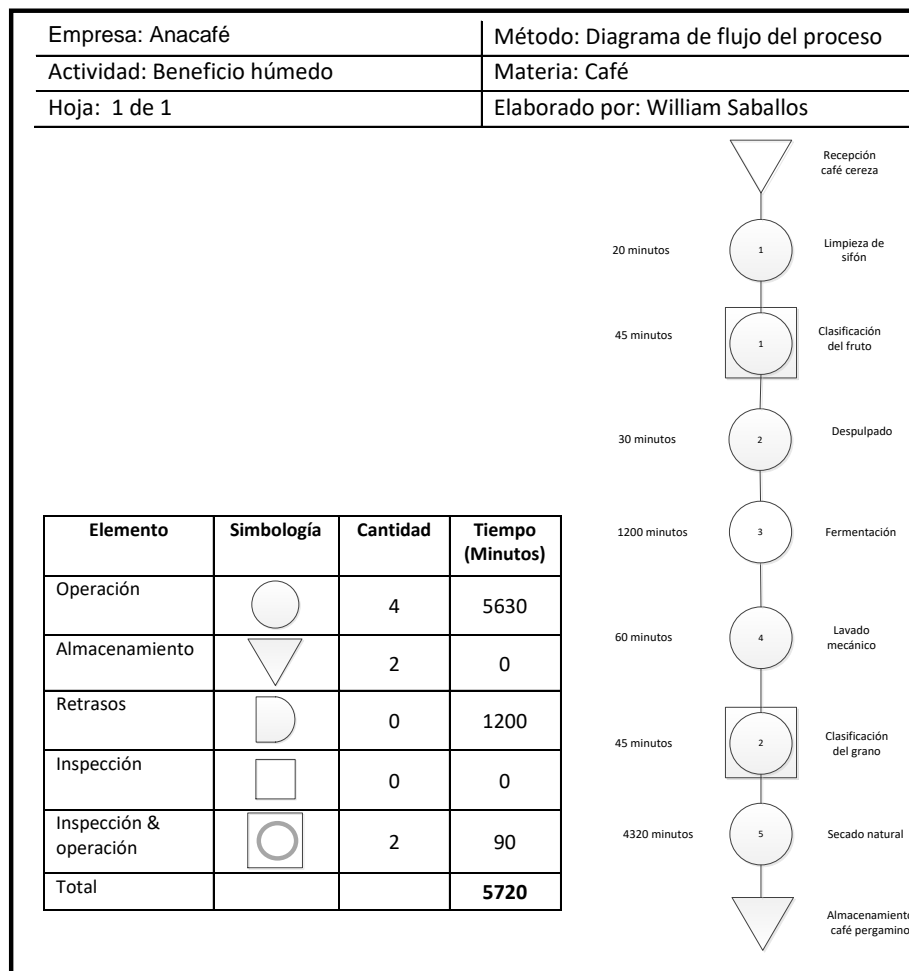 Empresa: Anacafé
Método: Diagrama de flujo del proceso
Actividad: Beneficio húmedo
Materia: Café
Hoja: 1 de 1
Elaborado por: William Saballos
Recepción
café cereza
20 minutos
1
Limpieza de
sifón
45 minutos
1
Clasificación
del fruto
30 minutos
2
Despulpado
1200 minutos
3
Fermentación
60 minutos
4
Lavado
mecánico
45 minutos
2
Clasificación
del grano
4320 minutos
5
Secado natural
Almacenamiento
café pergamino
Elemento
Simbología
Cantidad
Tiempo
(Minutos)
Operación
4
5630
Almacenamiento
2
0
Retrasos
0
1200
Inspección
0
0
Inspección &
operación
2
90
Total
5720